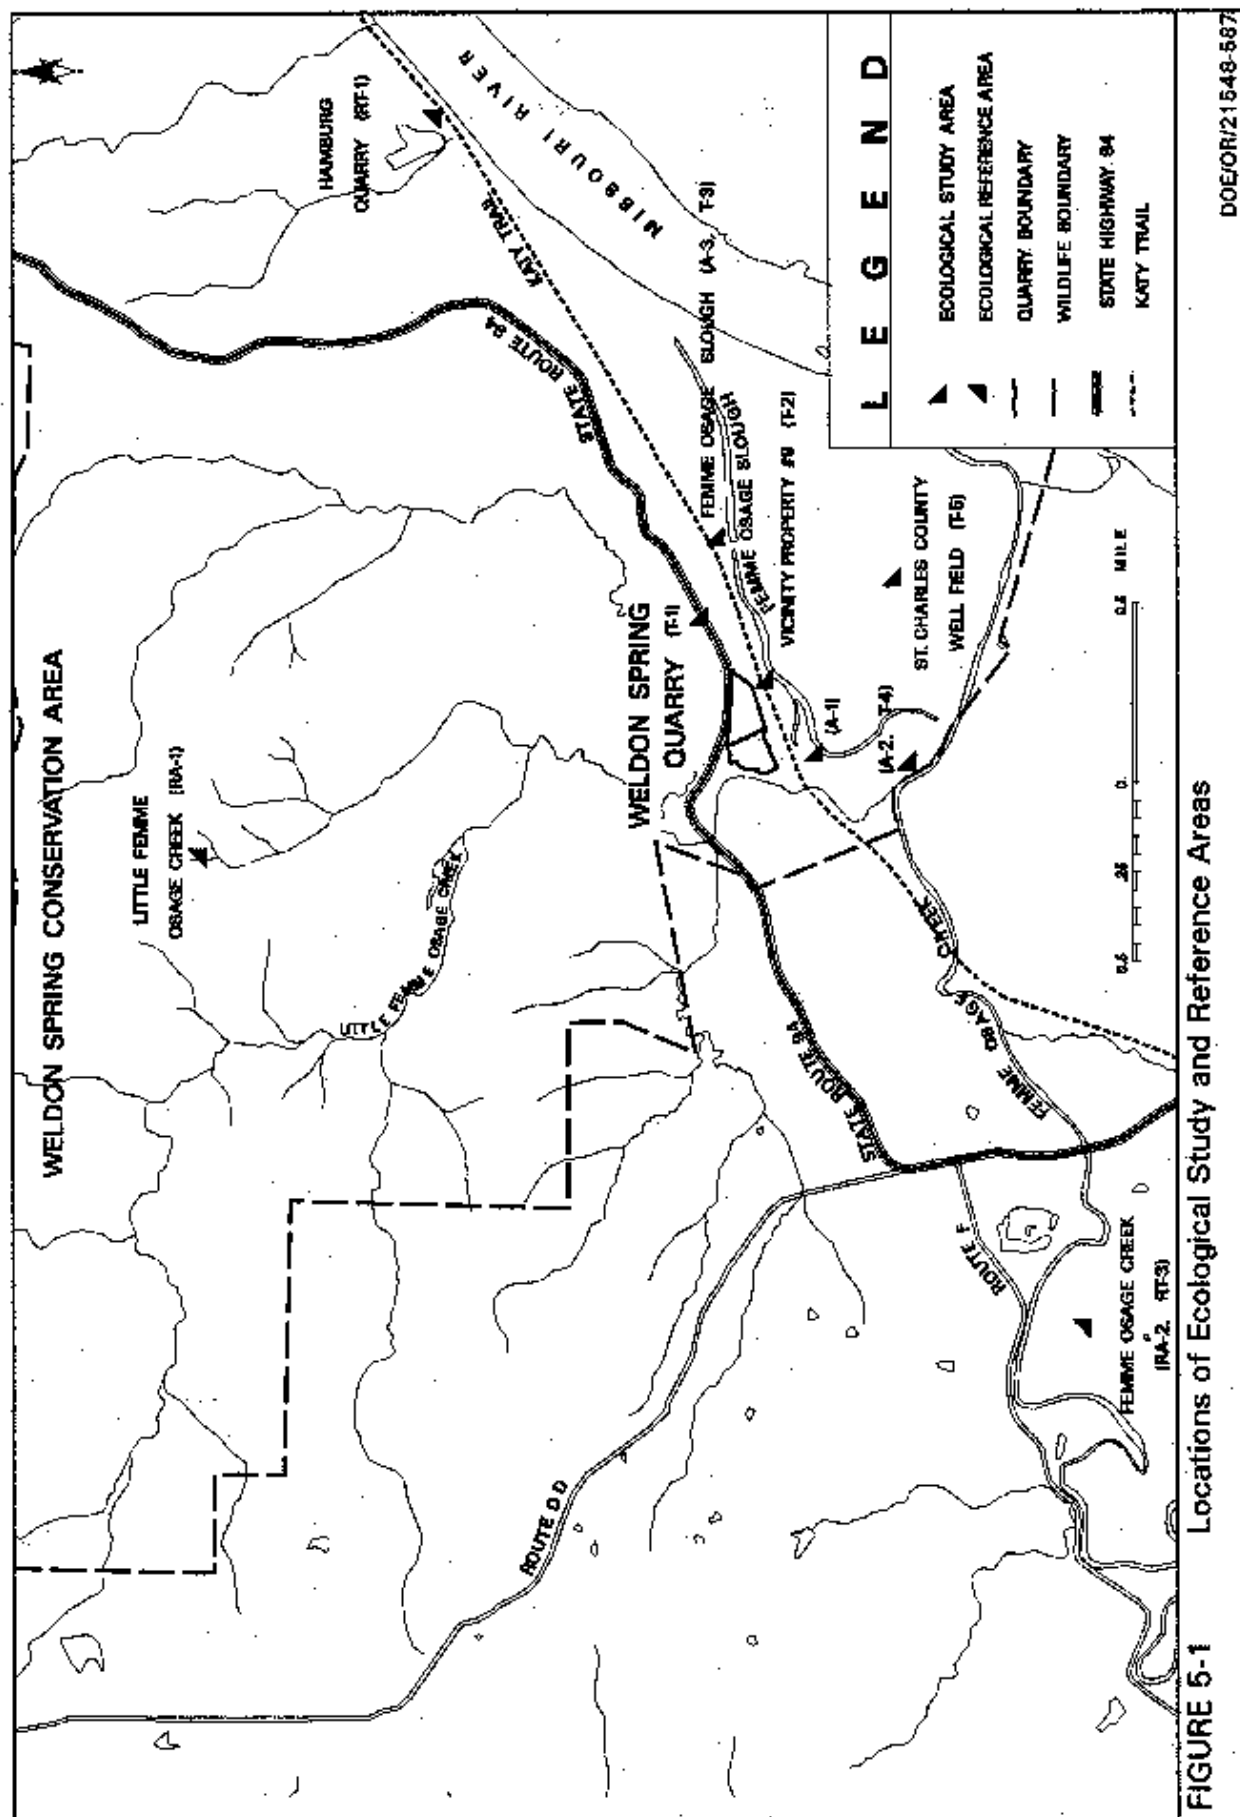 WELDON SPRING CONSERVATION AREA
LITTLE FEMME
OSAGE CREEK (RA-1)
LITTLE FEMME OSAGE CREEK
HAMBURG
QUARRY (RT-1)
MISSOURI RIVER
KATY TRAIL
STATE ROUTE 94
WELDON SPRING
QUARRY (T-1)
FEMME OSAGE SLOUGH (A-3, T-3)
FEMME OSAGE SLOUGH
VICINITY PROPERTY #9 (T-2)
(A-1)
(A-2, T-4)
ST. CHARLES COUNTY
WELL FIELD (T-5)
STATE ROUTE 94
FEMME OSAGE CREEK
ROUTE DD
ROUTE F
FEMME OSAGE CREEK
(RA-2, RT-3)
0.5 .25 0 0.5
MILE
LEGEND
ECOLOGICAL STUDY AREA
ECOLOGICAL REFERENCE AREA
QUARRY BOUNDARY
WILDLIFE BOUNDARY
STATE HIGHWAY 94
KATY TRAIL
FIGURE 5-1 Locations of Ecological Study and Reference Areas
DOE/OR/21548-587